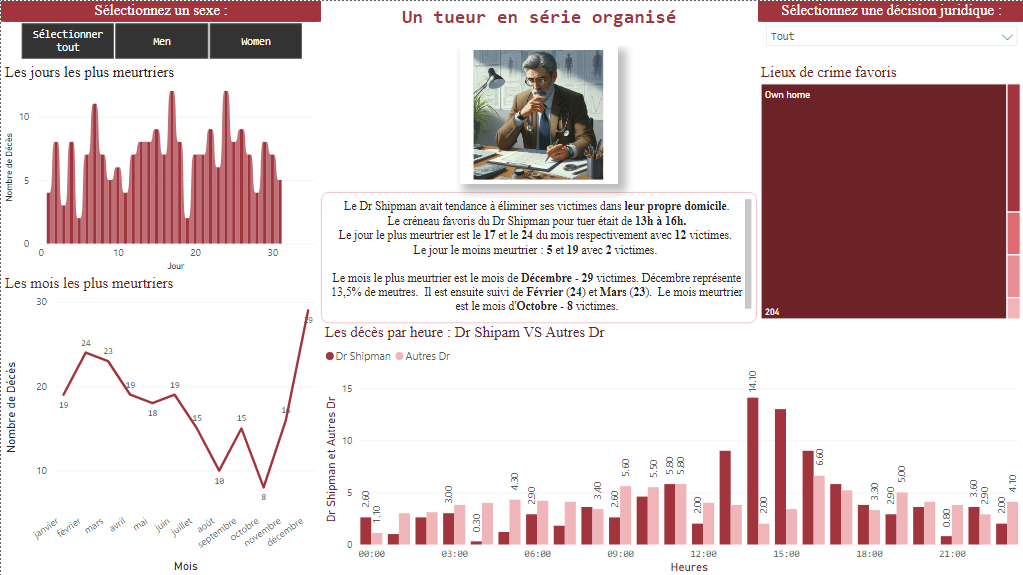 Sélectionnez un sexe :
Sélectionner
tout
Men
Women
Un tueur en série organisé
Sélectionnez une décision juridique :
Tout
Les jours les plus meurtriers
Nombre de Décès
10
5
0
0 10 20 30
Jour
Lieux de crime favoris
Own home
204
Le Dr Shipman avait tendance à éliminer ses victimes dans leur propre domicile.
Le créneau favoris du Dr Shipman pour tuer était de 13h à 16h.
Le jour le plus meurtrier est le 17 et le 24 du mois respectivement avec 12 victimes.
Le jour le moins meurtrier : 5 et 19 avec 2 victimes.
Le mois le plus meurtrier est le mois de Décembre - 29 victimes. Décembre représente
13,5% de meutres. Il est ensuite suivi de Février (24) et Mars (23). Le mois meurtrier
est le mois d'Octobre - 8 victimes.
Les mois les plus meurtriers
Nombre de Décès
30
20
10
19
24
23
19
18
19
15
10
15
8
29
janvier
février
mars
avril
mai
juin
juillet
août
septembre
octobre
novembre
décembre
Mois
Les décès par heure : Dr Shipam VS Autres Dr
Dr Shipman Autres Dr
Dr Shipman et Autres Dr
15
10
5
0
2.60
1.10
3.00
0.30
4.30
2.90
3.40
2.60
5.60
5.50
5.80
5.80
2.00
14.10
2.00
6.60
3.30
2.90
5.00
0.80
3.60
2.90
2.00
4.10
00:00 03:00 06:00 09:00 12:00 15:00 18:00 21:00
Heures